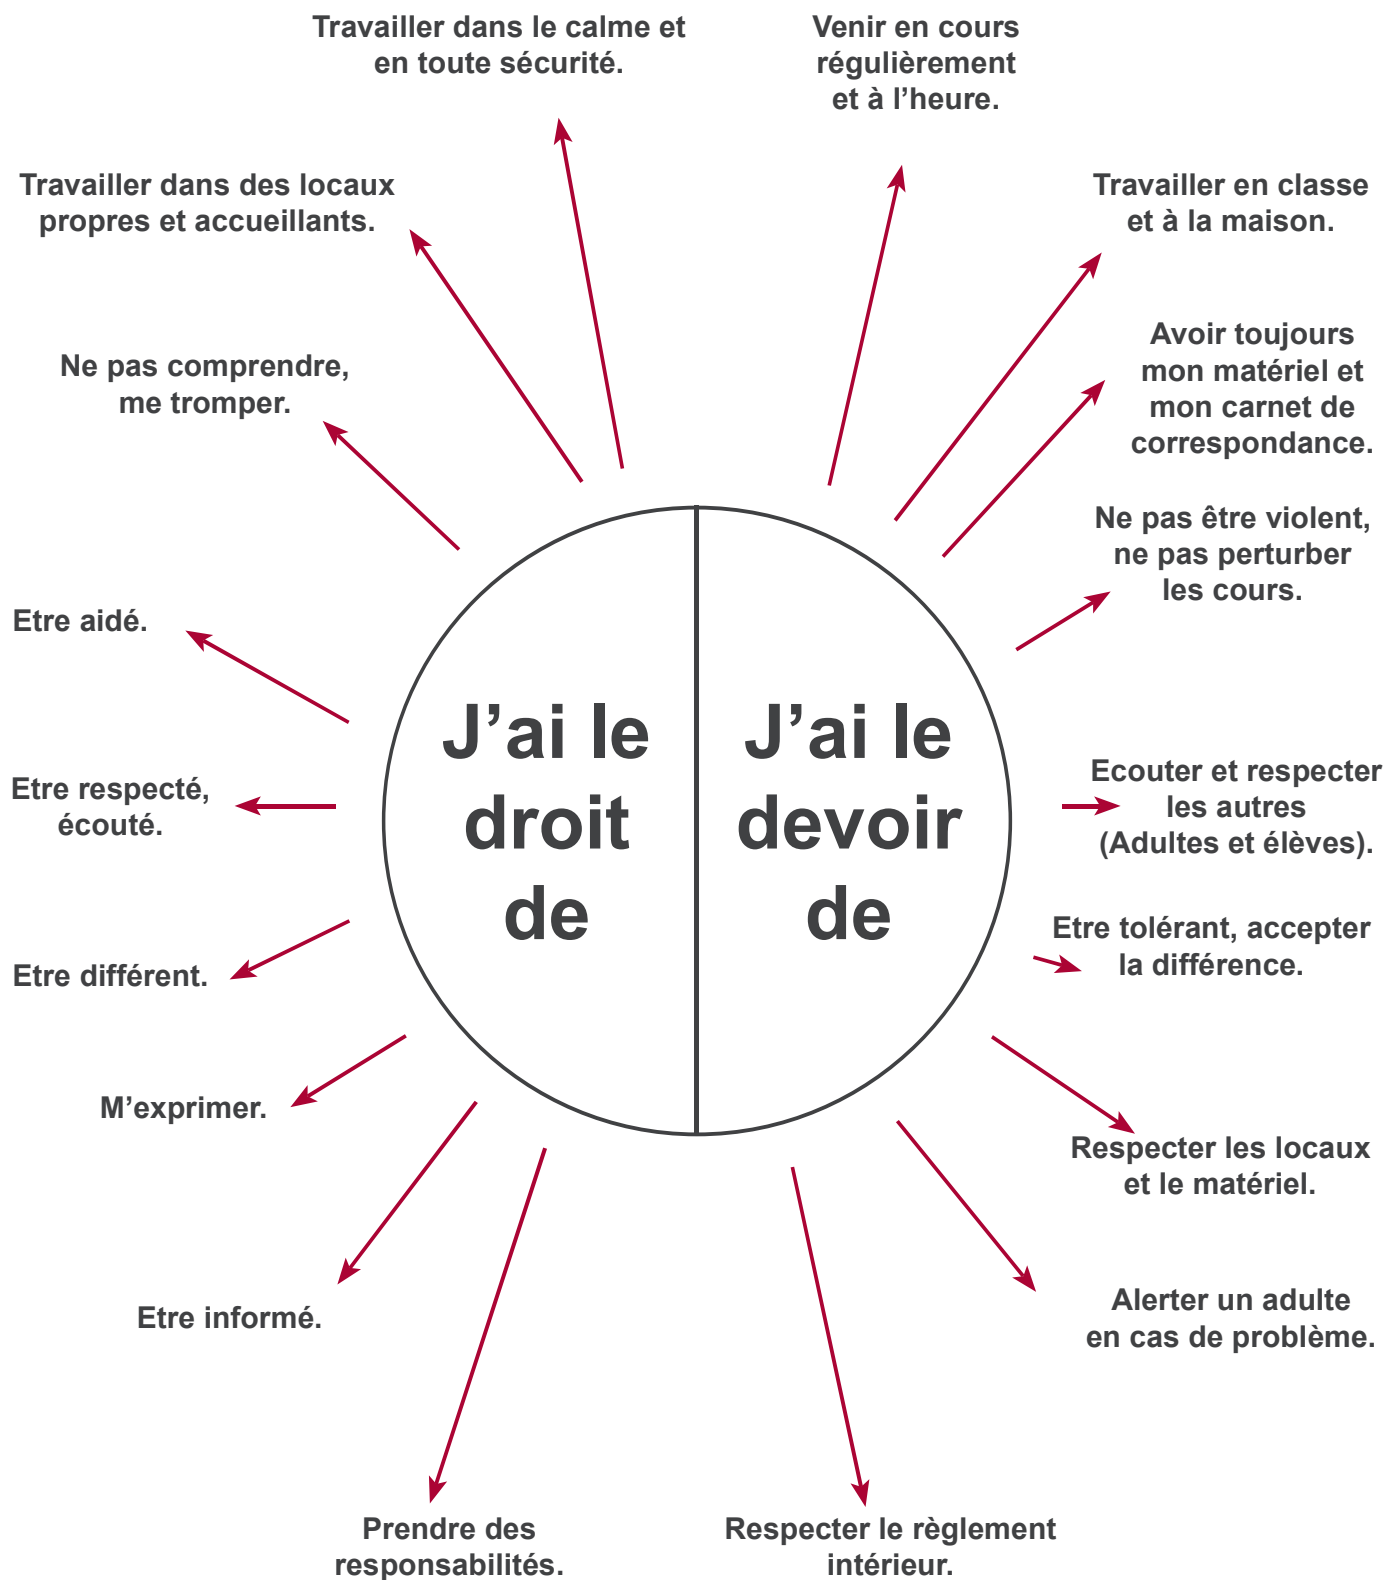 Travailler dans le calme et
en toute sécurité.
Venir en cours
régulièrement
et à l’heure.
Travailler dans des locaux
propres et accueillants.
Travailler en classe
et à la maison.
Ne pas comprendre,
me tromper.
Avoir toujours
mon matériel et
mon carnet de
correspondance.
Ne pas être violent,
ne pas perturber
les cours.
Etre aidé.
J’ai le
droit
de
J’ai le
devoir
de
Etre respecté,
écouté.
Ecouter et respecter
les autres
(Adultes et élèves).
Etre différent.
Etre tolérant, accepter
la différence.
M’exprimer.
Respecter les locaux
et le matériel.
Etre informé.
Alerter un adulte
en cas de problème.
Prendre des
responsabilités.
Respecter le règlement
intérieur.